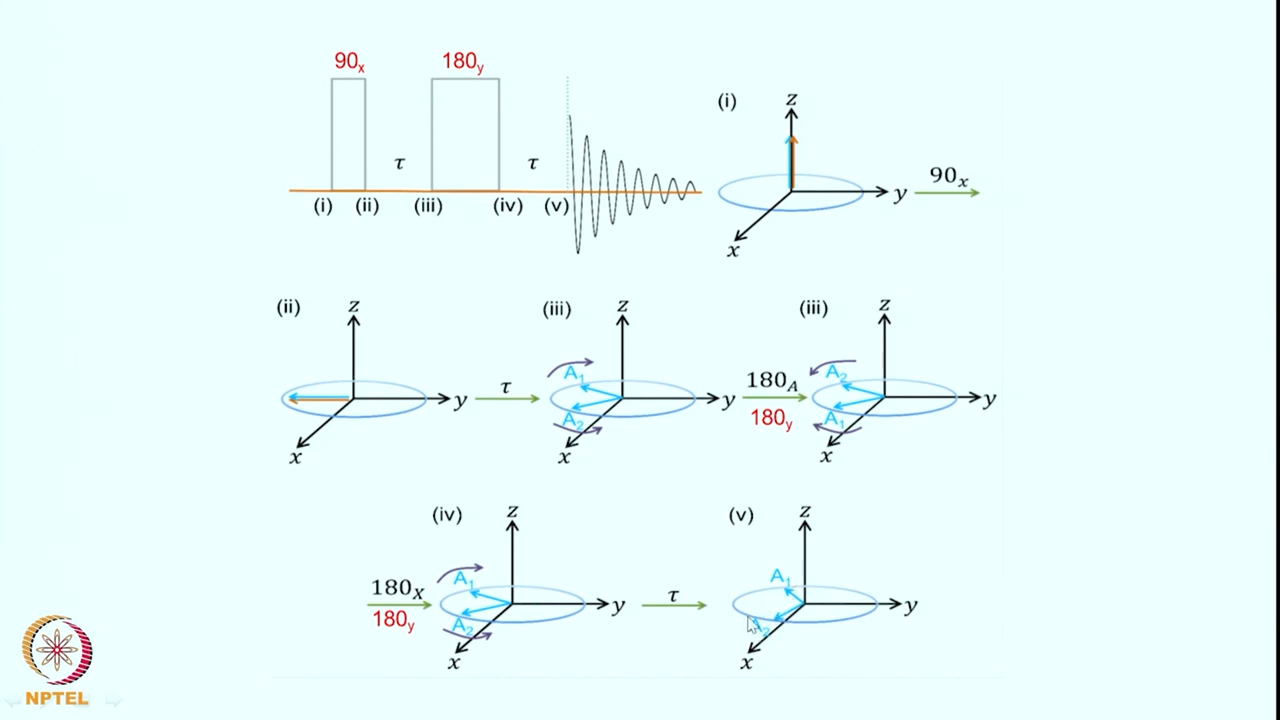 90x 180y
τ τ
(i) (ii) (iii) (iv) (v)
(i) z y x 90x
(ii) z y x τ
(iii) z A1 A2 y x 180A 180y
(iii) z A2 A1 y x
180X 180y
(iv) z A1 A2 y x τ
(v) z A1 A2 y x
NPTEL